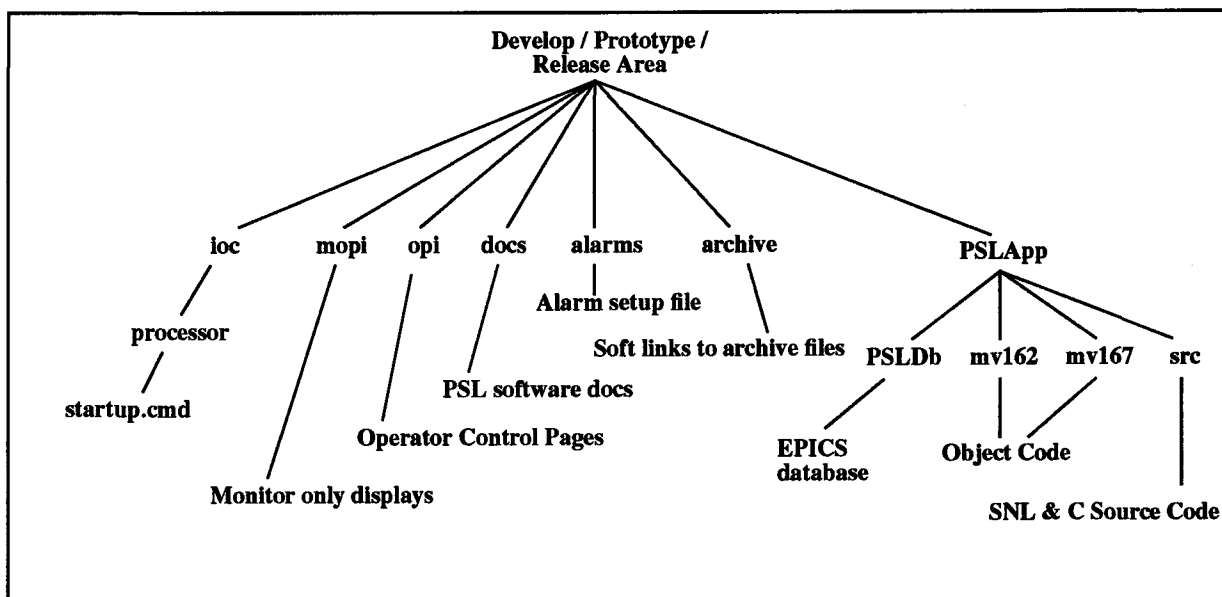 Develop / Prototype /
Release Area
ioc
mopi
opi
docs
alarms
archive
PSLApp
Alarm setup file
processor
Soft links to archive files
PSLDb
mv162
mv167
src
PSL software docs
startup.cmd
Operator Control Pages
EPICS
database
Object Code
Monitor only displays
SNL & C Source Code